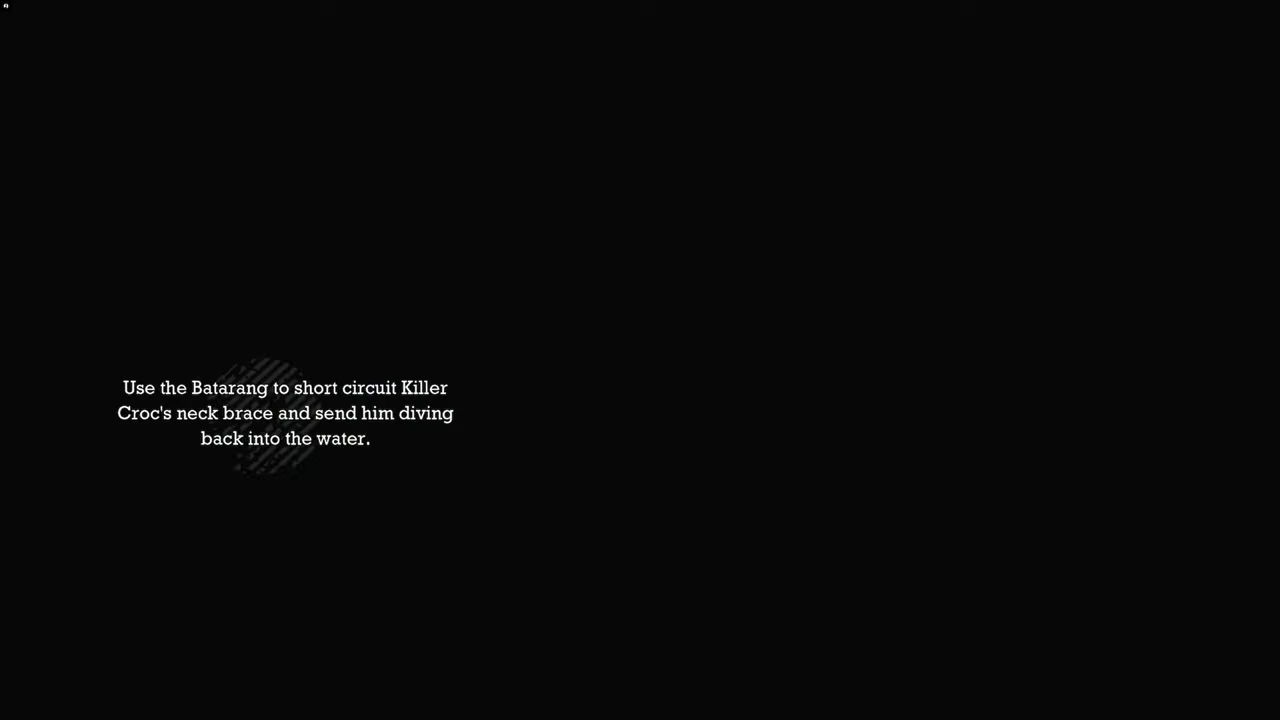 Use the Batarang to short circuit Killer
Croc's neck brace and send him diving
back into the water.